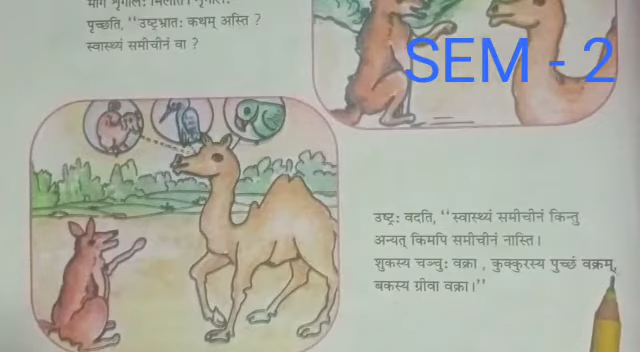 मार्गे शृगालः मिलति। शृगालः
पृच्छति, "उष्ट्रभ्रातः कथम् अस्ति ?
स्वास्थ्यं समीचीनं वा ?
SEM - 2
उष्ट्रः वदति, "स्वास्थ्यं समीचीनं किन्तु
अन्यत् किमपि समीचीनं नास्ति।
शुकस्य चञ्चुः वक्रा , कुक्कुरस्य पुच्छं वक्रम्,
बकस्य ग्रीवा वक्रा।"